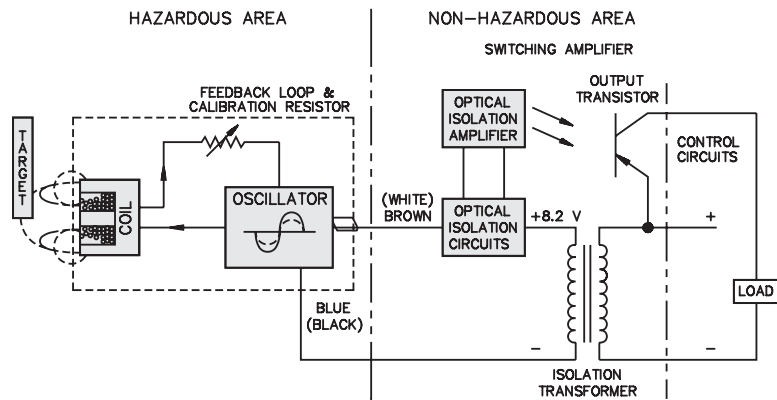 HAZARDOUS AREA
NON-HAZARDOUS AREA
SWITCHING AMPLIFIER
FEEDBACK LOOP &
CALIBRATION RESISTOR
OPTICAL
ISOLATION
AMPLIFIER
OUTPUT
TRANSISTOR
CONTROL
CIRCUITS
TARGET
COIL
OSCILLATOR
(WHITE)
BROWN
OPTICAL
ISOLATION
CIRCUITS
+8.2 V
+
LOAD
BLUE
(BLACK)
–
–
ISOLATION
TRANSFORMER